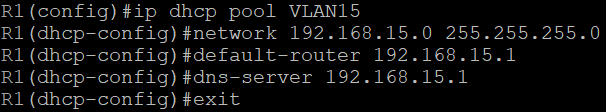 R1(config)#ip dhcp pool VLAN15
R1(dhcp-config)#network 192.168.15.0 255.255.255.0
R1(dhcp-config)#default-router 192.168.15.1
R1(dhcp-config)#dns-server 192.168.15.1
R1(dhcp-config)#exit